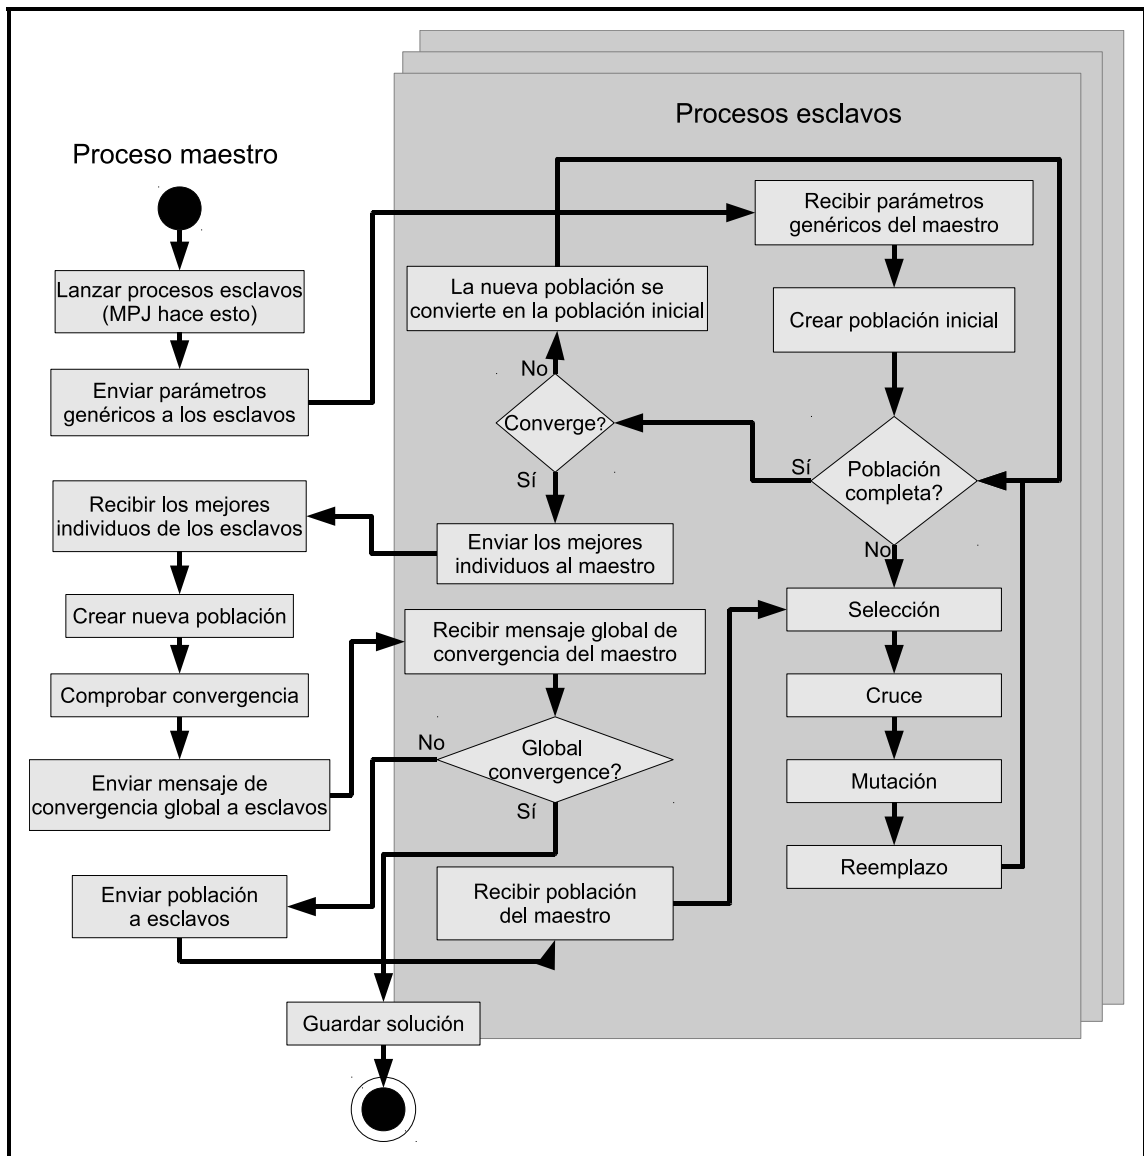 Procesos esclavos
Proceso maestro
Recibir parámetros
genéricos del maestro
Lanzar procesos esclavos
(MPJ hace esto)
La nueva población se
convierte en la población inicial
Crear población inicial
Enviar parámetros
genéricos a los esclavos
No
Converge?
Sí
Sí
Población
completa?
No
Recibir los mejores
individuos de los esclavos
Enviar los mejores
individuos al maestro
Crear nueva población
Recibir mensaje global de
convergencia del maestro
Selección
Comprobar convergencia
Cruce
No
Global
convergence?
Sí
Enviar mensaje de
convergencia global a esclavos
Mutación
Reemplazo
Enviar población
a esclavos
Recibir población
del maestro
Guardar solución